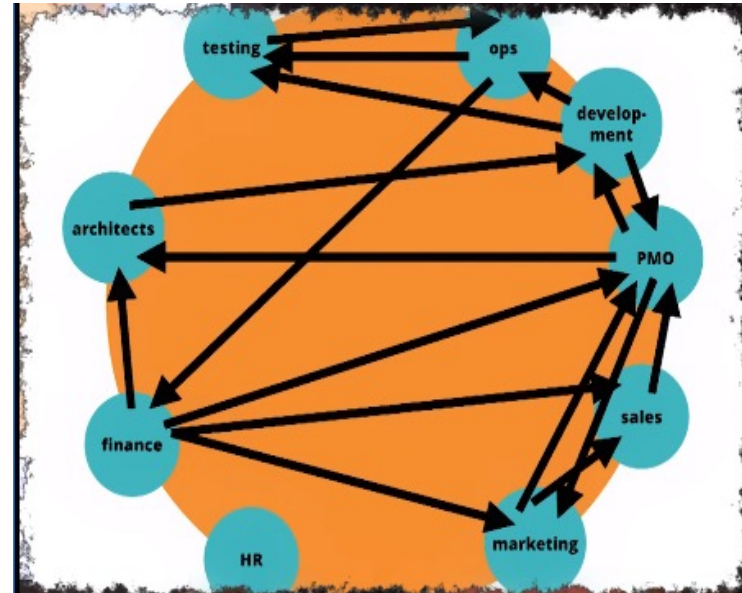 testing
ops
develop-
ment
architects
PMO
finance
sales
HR
marketing